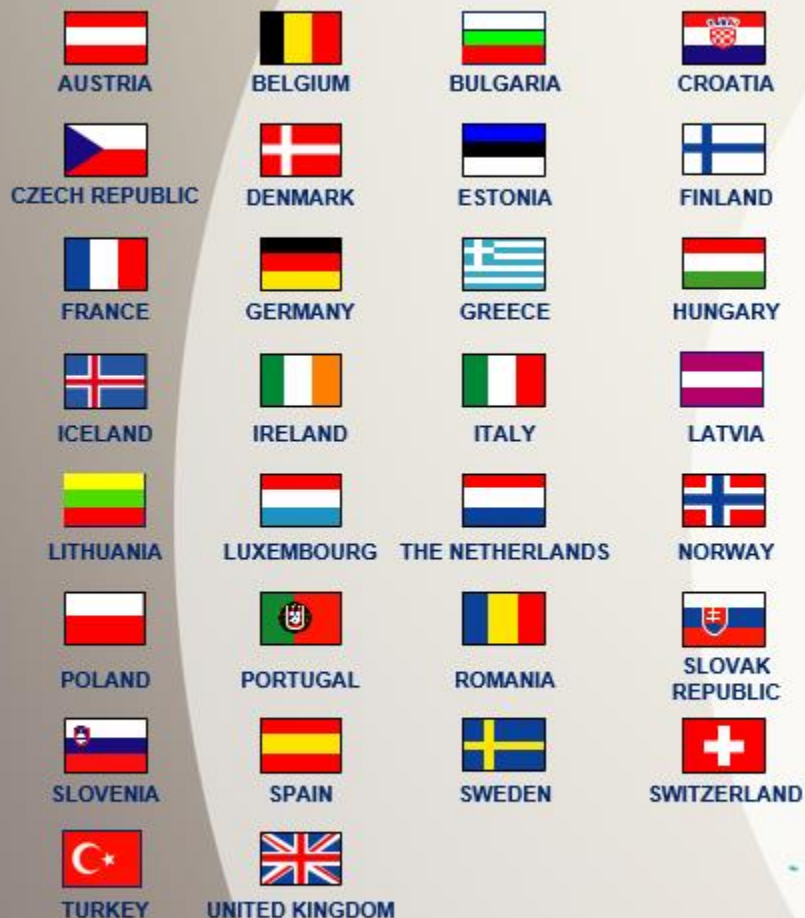 AUSTRIA
BELGIUM
BULGARIA
CROATIA
CZECH REPUBLIC
DENMARK
ESTONIA
FINLAND
FRANCE
GERMANY
GREECE
HUNGARY
ICELAND
IRELAND
ITALY
LATVIA
LITHUANIA
LUXEMBOURG
THE NETHERLANDS
NORWAY
POLAND
PORTUGAL
ROMANIA
SLOVAK
REPUBLIC
SLOVENIA
SPAIN
SWEDEN
SWITZERLAND
TURKEY
UNITED KINGDOM